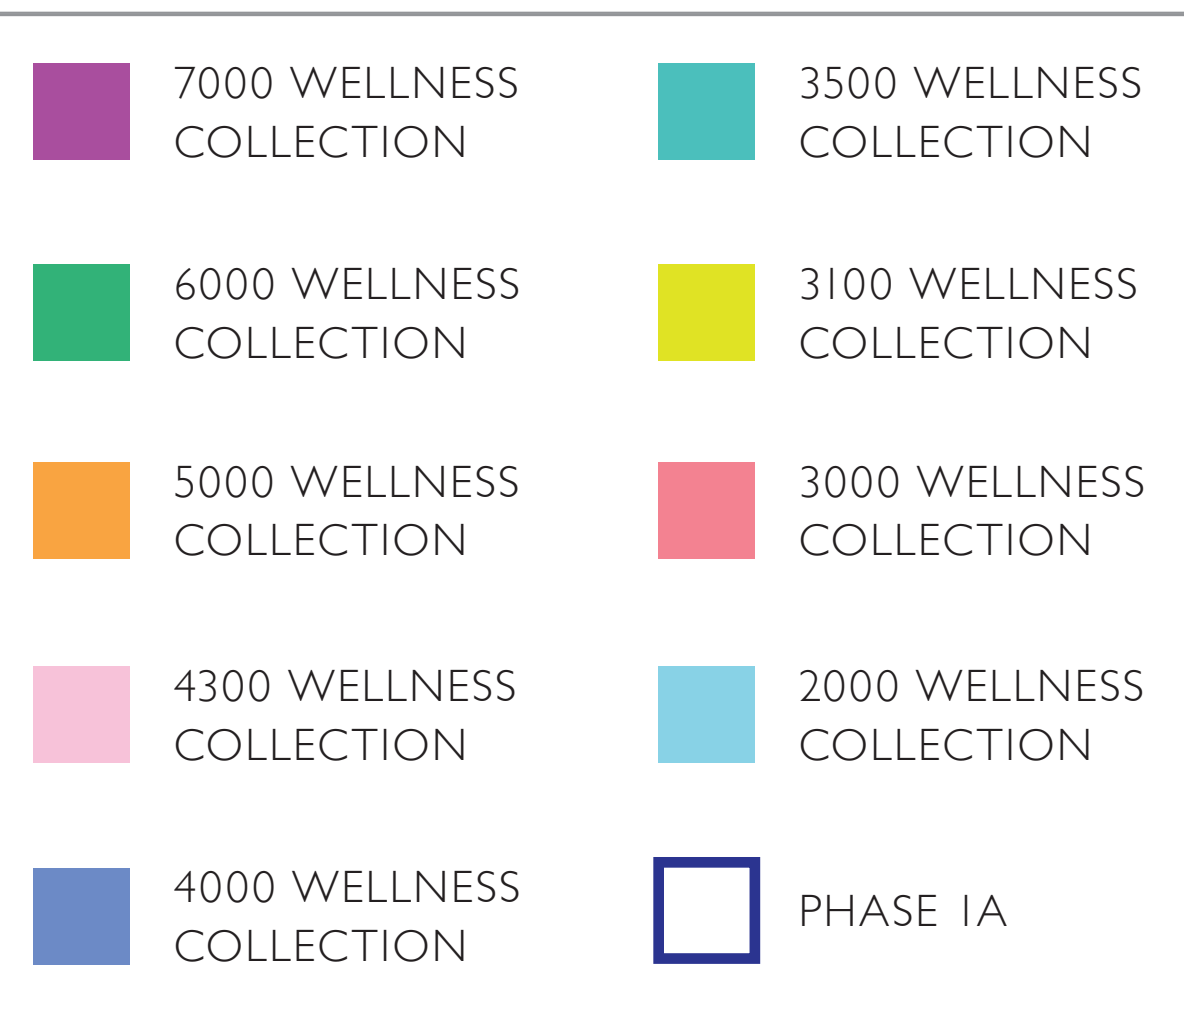 7000 WELLNESS
COLLECTION
6000 WELLNESS
COLLECTION
5000 WELLNESS
COLLECTION
4300 WELLNESS
COLLECTION
4000 WELLNESS
COLLECTION
3500 WELLNESS
COLLECTION
3100 WELLNESS
COLLECTION
3000 WELLNESS
COLLECTION
2000 WELLNESS
COLLECTION
PHASE 1A